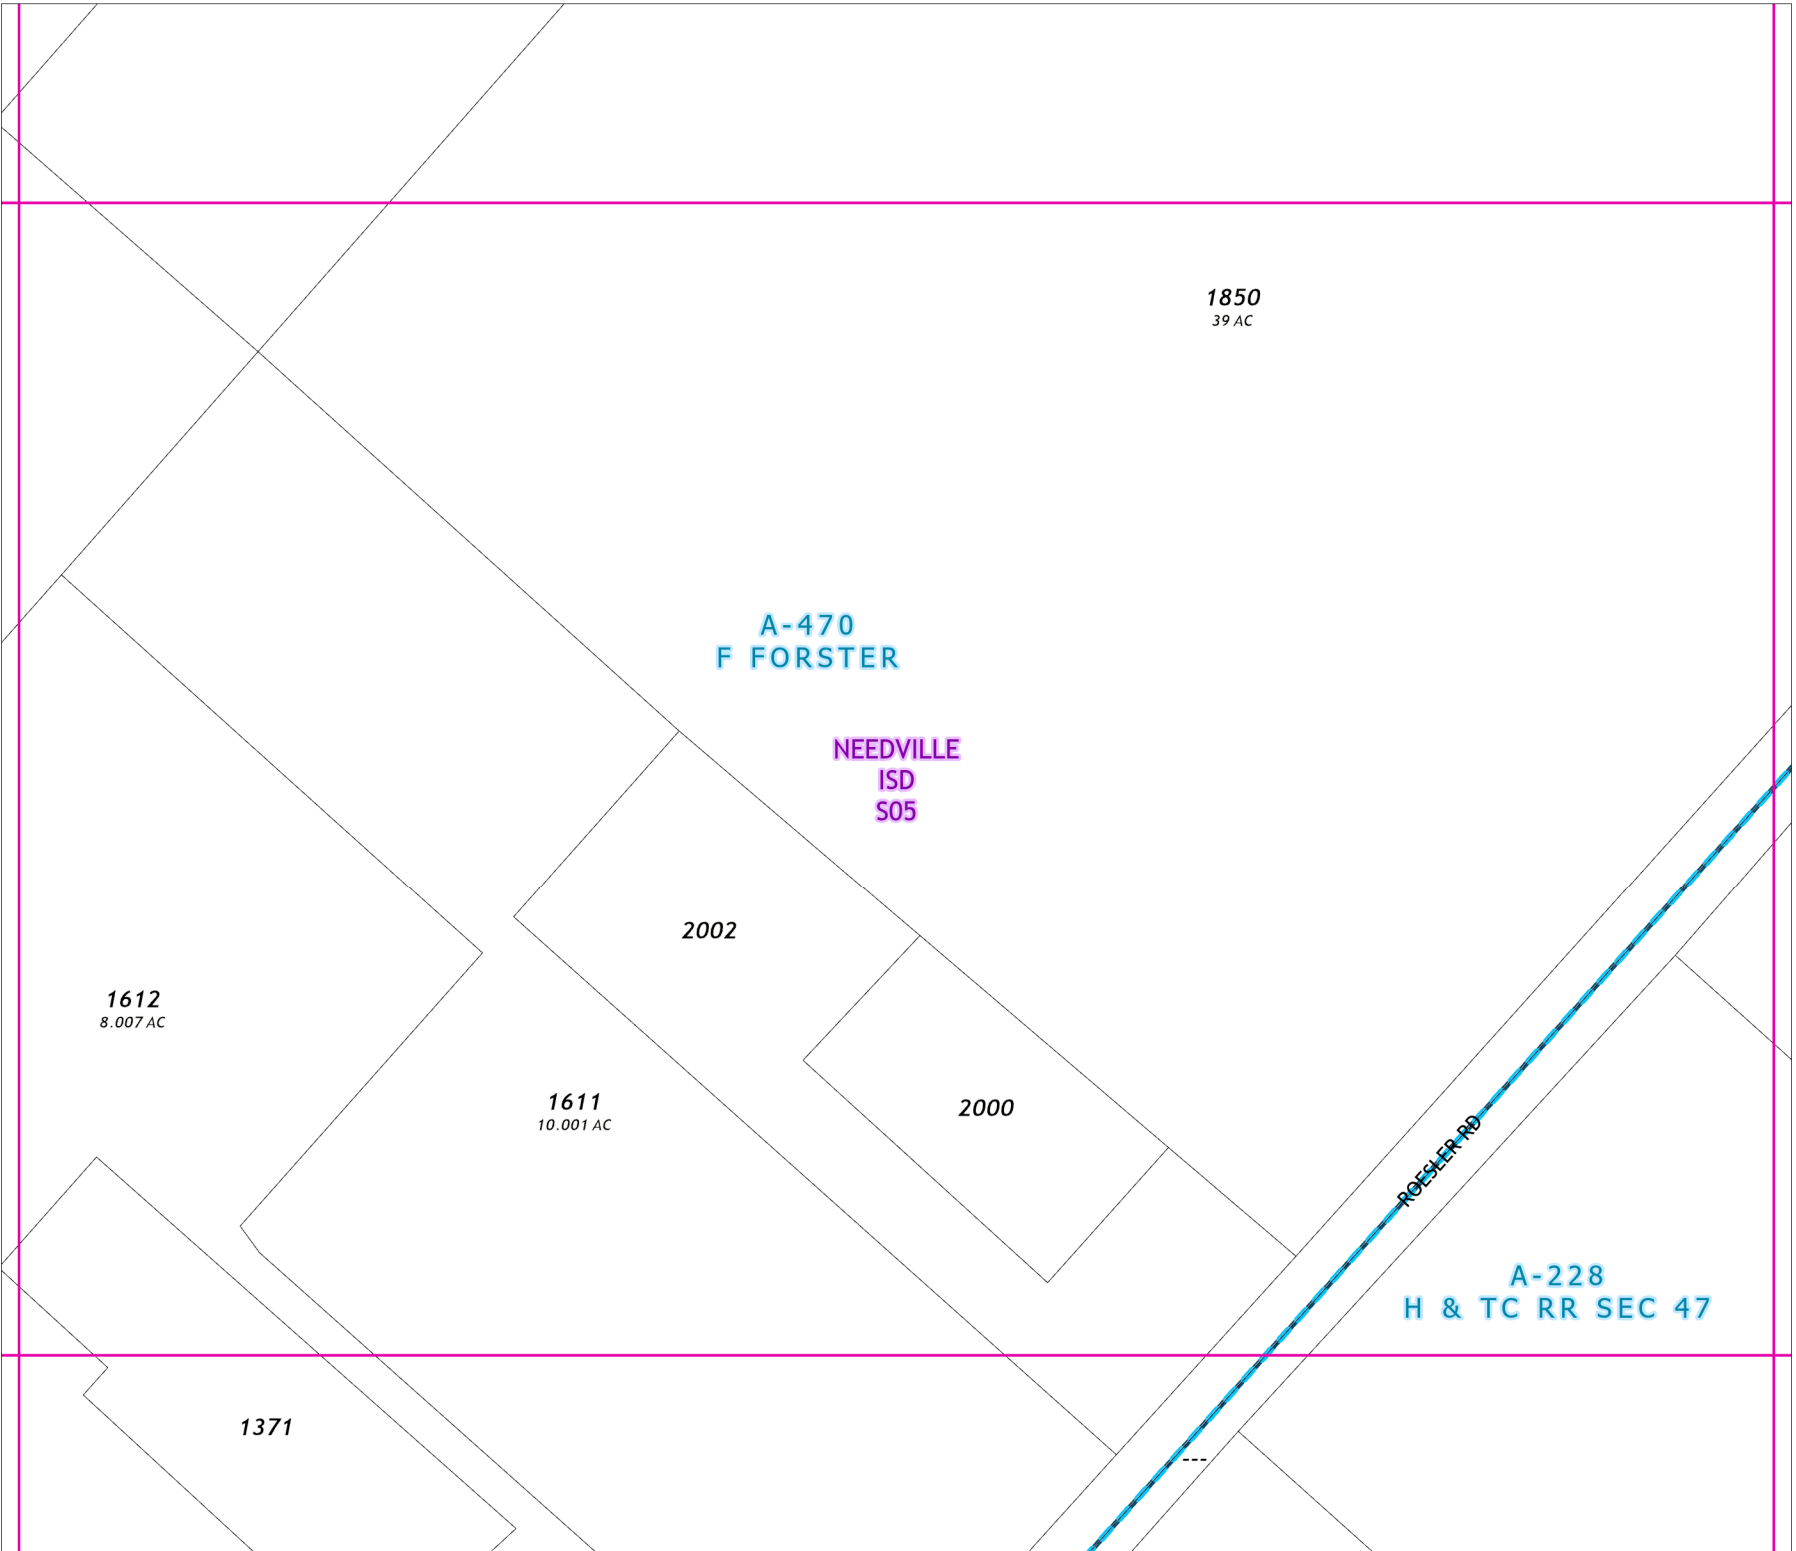 1850
39 AC
A-470
F FORSTER
NEEDVILLE
ISD
S05
2002
1612
8.007 AC
1611
10.001 AC
2000
ROESLER RD
A-228
H & TC RR SEC 47
1371
---